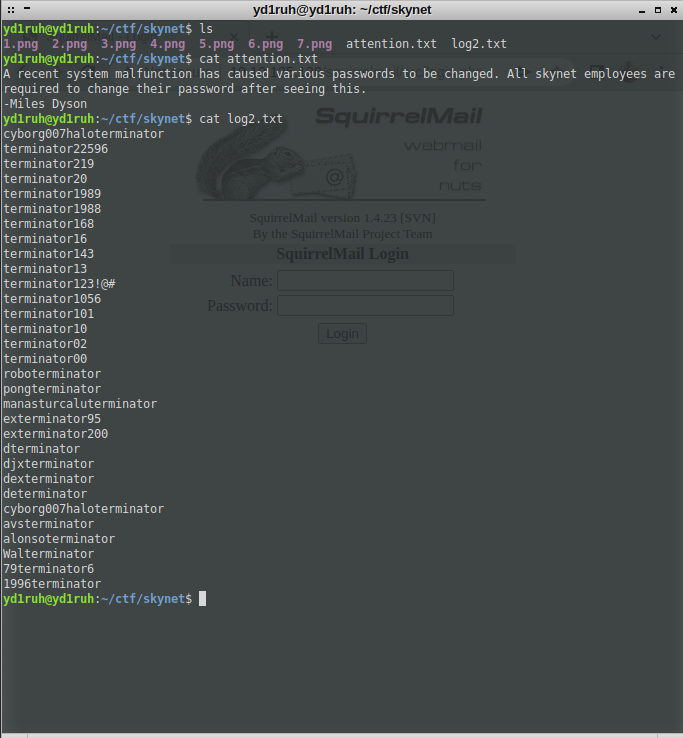 yd1ruh@yd1ruh: ~/ctf/skynet
yd1ruh@yd1ruh:~/ctf/skynet$ ls
1.png 2.png 3.png 4.png 5.png 6.png 7.png attention.txt log2.txt
yd1ruh@yd1ruh:~/ctf/skynet$ cat attention.txt
A recent system malfunction has caused various passwords to be changed. All skynet employees are
required to change their password after seeing this.
-Miles Dyson
yd1ruh@yd1ruh:~/ctf/skynet$ cat log2.txt
cyborg007haloterminator
terminator22596
terminator219
terminator20
terminator1989
terminator1988
terminator168
terminator16
terminator143
terminator13
terminator123!@#
terminator1056
terminator101
terminator10
terminator02
terminator00
roboterminator
pongterminator
manasturcaluterminator
exterminator95
exterminator200
dterminator
djxterminator
dexterminator
determinator
cyborg007haloterminator
avsterminator
alonsoterminator
Walterminator
79terminator6
1996terminator
yd1ruh@yd1ruh:~/ctf/skynet$
SquirrelMail
webmail
for
nuts
@
SquirrelMail version 1.4.23 [SVN]
By the SquirrelMail Project Team
SquirrelMail Login
Name:
Password:
Login